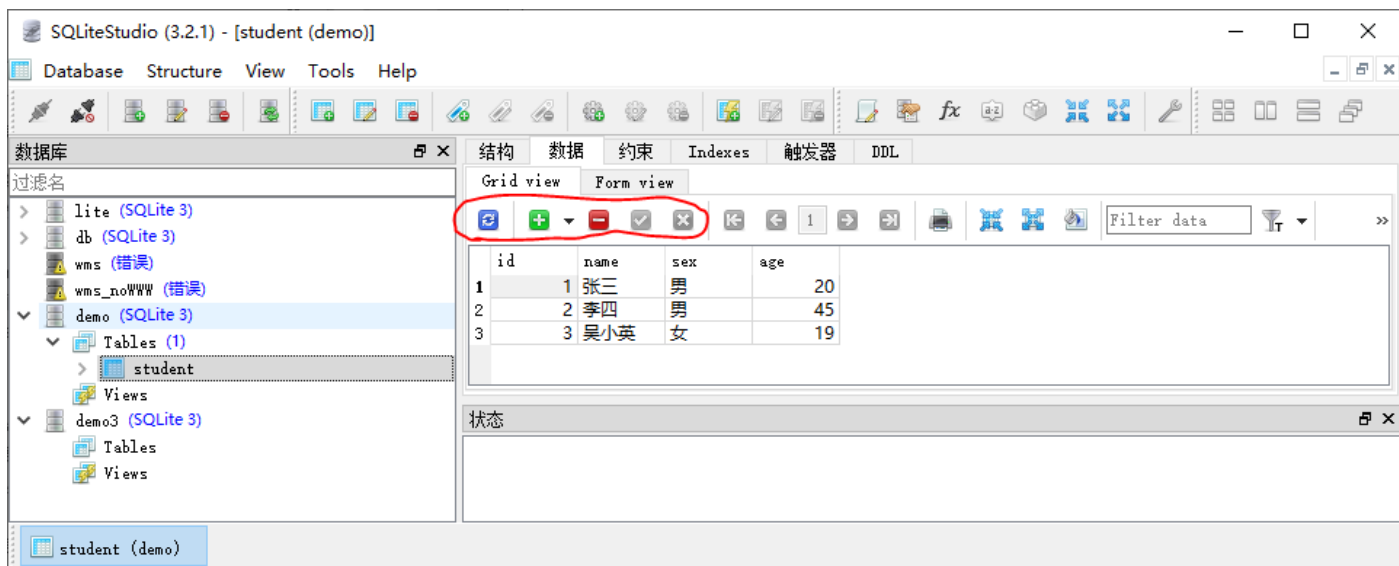 SQLiteStudio (3.2.1) - [student (demo)]
Database Structure View Tools Help
数据库
过滤名
lite (SQLite 3)
db (SQLite 3)
wms (错误)
wms_noWWW (错误)
demo (SQLite 3)
Tables (1)
student
Views
demo3 (SQLite 3)
Tables
Views
结构 数据 约束 Indexes 触发器 DDL
Grid view Form view
1 Filter data
id name sex age
1 1 张三 男 20
2 2 李四 男 45
3 3 吴小英 女 19
状态
student (demo)